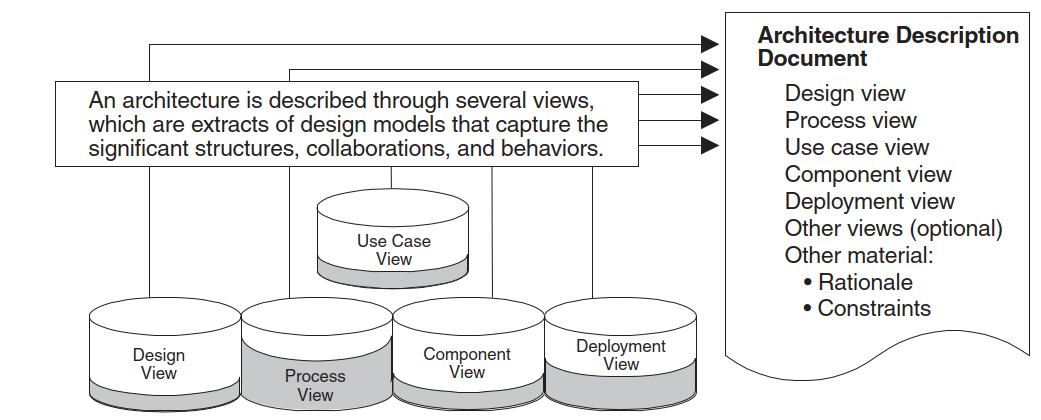 An architecture is described through several views,
which are extracts of design models that capture the
significant structures, collaborations, and behaviors.
Use Case
View
Design
View
Process
View
Component
View
Deployment
View
Architecture Description
Document
Design view
Process view
Use case view
Component view
Deployment view
Other views (optional)
Other material:
• Rationale
• Constraints